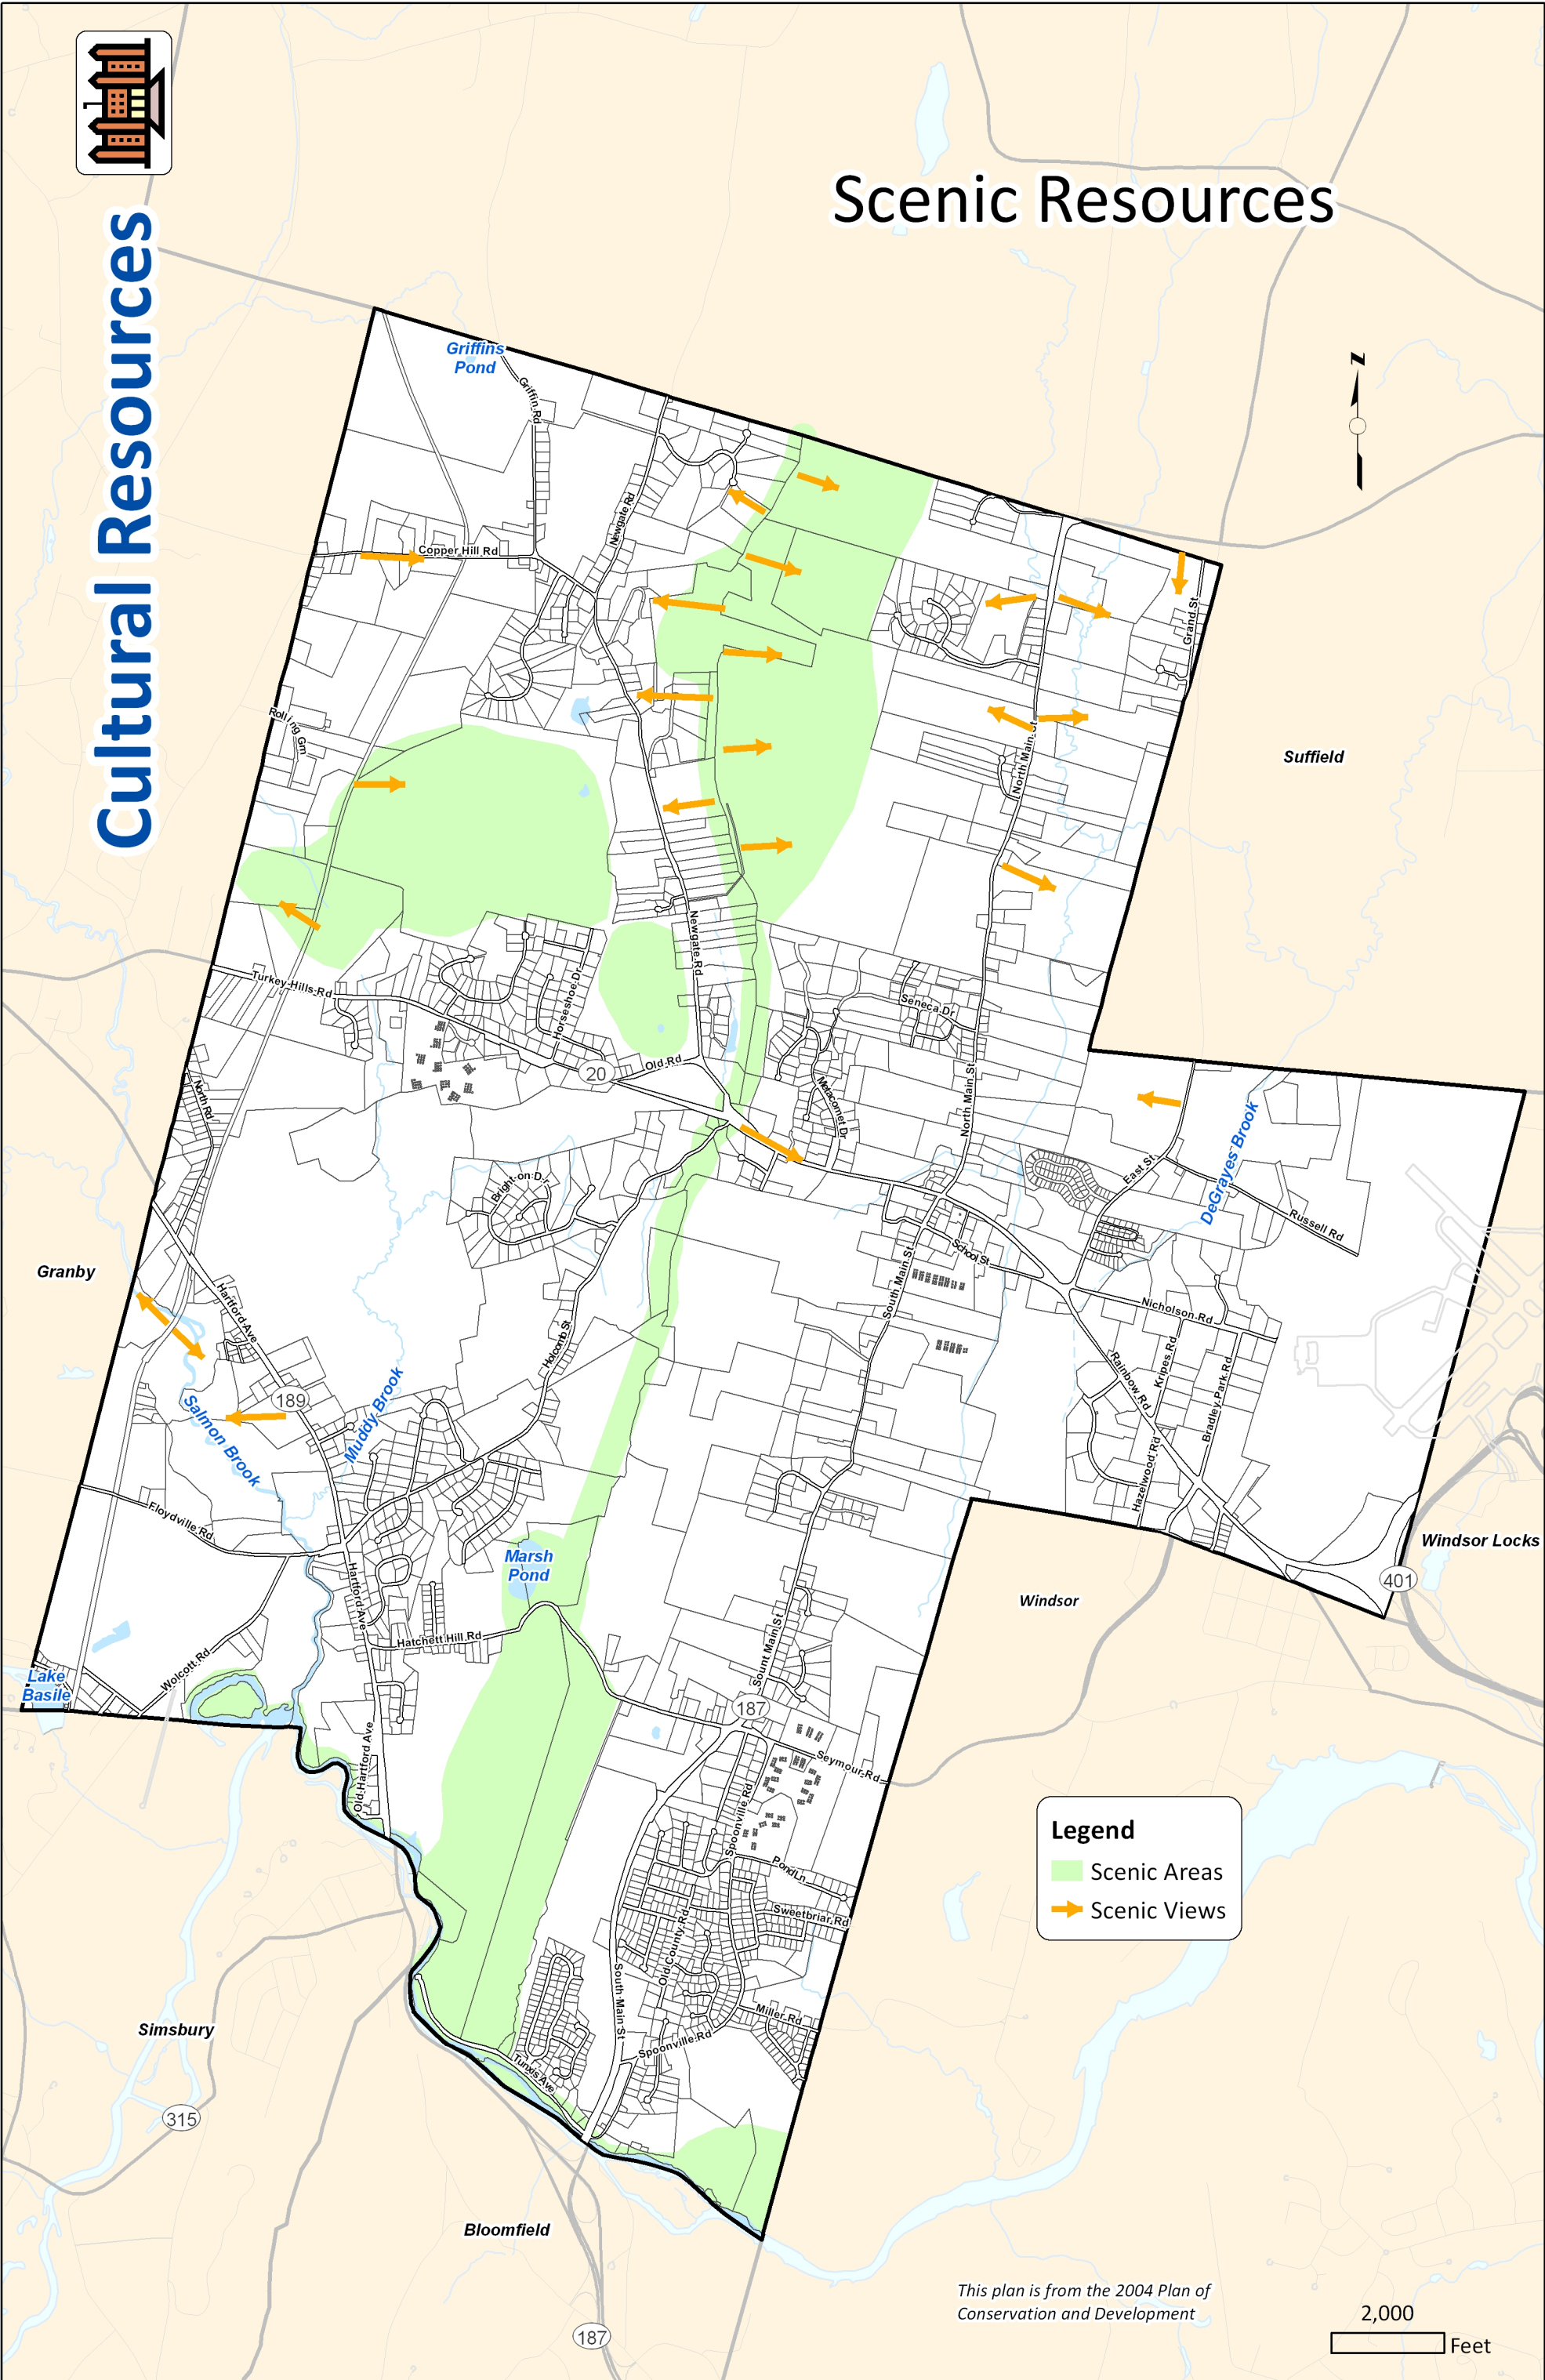 Cultural Resources
Scenic Resources
z
Griffins
Pond
Griffin Rd
Newgate Rd
Copper Hill Rd
Grand St
Rolling Grn
North Main St
Suffield
Newgate Rd
Turkey Hills Rd
Horseshoe Dr
Seneca Dr
20
Old Rd
North Rd
Metacomet Dr
North Main St
DeGrayes Brook
East St
Brighton Dr
Russell Rd
School St
Granby
Hartford Ave
South Main St
Nicholson Rd
Holcomb St
Kripes Rd
Rainbow Rd
Bradley Park Rd
189
Muddy Brook
Salmon Brook
Hazelwood Rd
Floydville Rd
Windsor Locks
Marsh
Pond
401
Hartford Ave
Windsor
Hatchett Hill Rd
Sount Main St
Wolcott Rd
Lake
Basile
187
Old Hartford Ave
Seymour Rd
Spoonville Rd
Legend
Scenic Areas
Scenic Views
Pond Ln
Sweetbriar Rd
Old County Rd
South Main St
Miller Rd
Simsbury
Spoonville Rd
Tunxis Ave
315
Bloomfield
This plan is from the 2004 Plan of
Conservation and Development
2,000
Feet
187